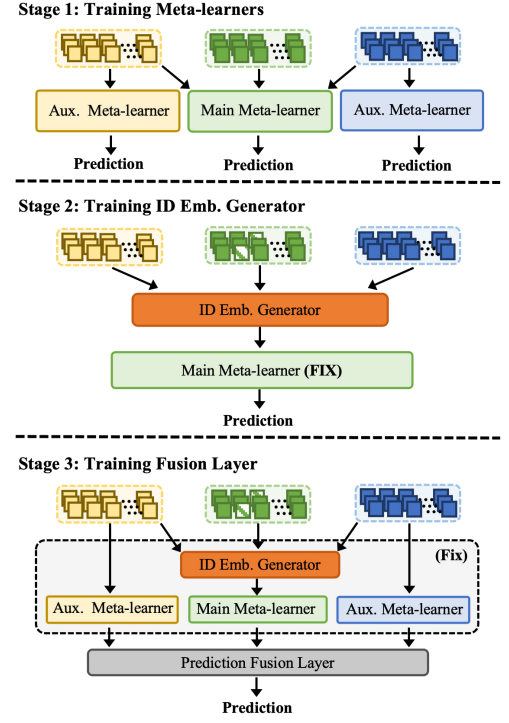 Stage 1: Training Meta-learners
Aux. Meta-learner
Main Meta-learner
Aux. Meta-learner
Prediction
Prediction
Prediction
Stage 2: Training ID Emb. Generator
ID Emb. Generator
Main Meta-learner (FIX)
Prediction
Stage 3: Training Fusion Layer
(Fix)
ID Emb. Generator
Aux. Meta-learner
Main Meta-learner
Aux. Meta-learner
Prediction Fusion Layer
Prediction